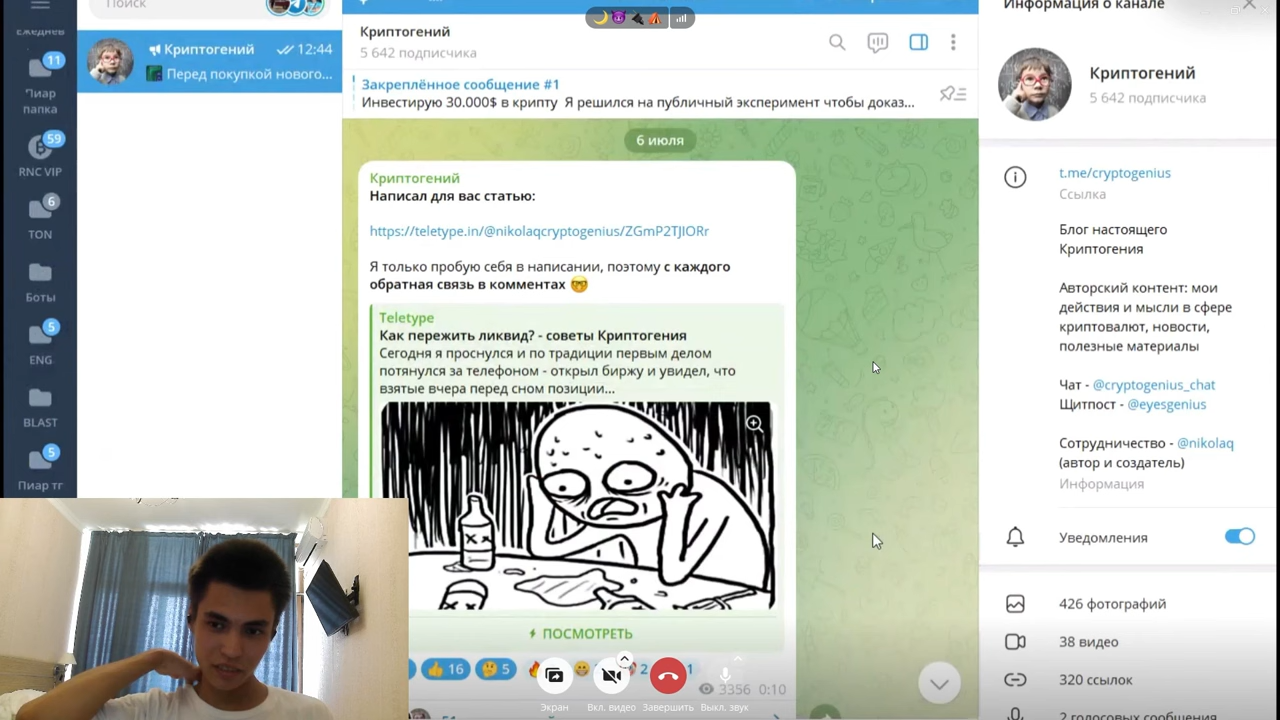 Поиск
Ежеднев
11
Пиар
папка
59
RNC VIP
6
TON
Боты
5
ENG
BLAST
5
Пиар тг
Криптогений
12:44
Перед покупкой нового...
Криптогений
5 642 подписчика
Закреплённое сообщение #1
Инвестирую 30.000$ в крипту Я решился на публичный эксперимент чтобы доказ...
6 июля
Криптогений
Написал для вас статью:
https://teletype.in/@nikolaqcryptogenius/ZGmP2TJIORr
Я только пробую себя в написании, поэтому с каждого
обратная связь в комментах
Teletype
Как пережить ликвид? - советы Криптогения
Сегодня я проснулся и по традиции первым делом
потянулся за телефоном - открыл биржу и увидел, что
взятые вчера перед сном позиции...
ПОСМОТРЕТЬ
16
5
2
1
3356 0:10
Экран
Вкл. видео
Завершить
Выкл. звук
Информация о канале
Криптогений
5 642 подписчика
t.me/cryptogenius
Ссылка
Блог настоящего
Криптогения
Авторский контент: мои
действия и мысли в сфере
криптовалют, новости,
полезные материалы
Чат - @cryptogenius_chat
Щитпост - @eyesgenius
Сотрудничество - @nikolaq
(автор и создатель)
Информация
Уведомления
426 фотографий
38 видео
320 ссылок
2 голосовых сообщения